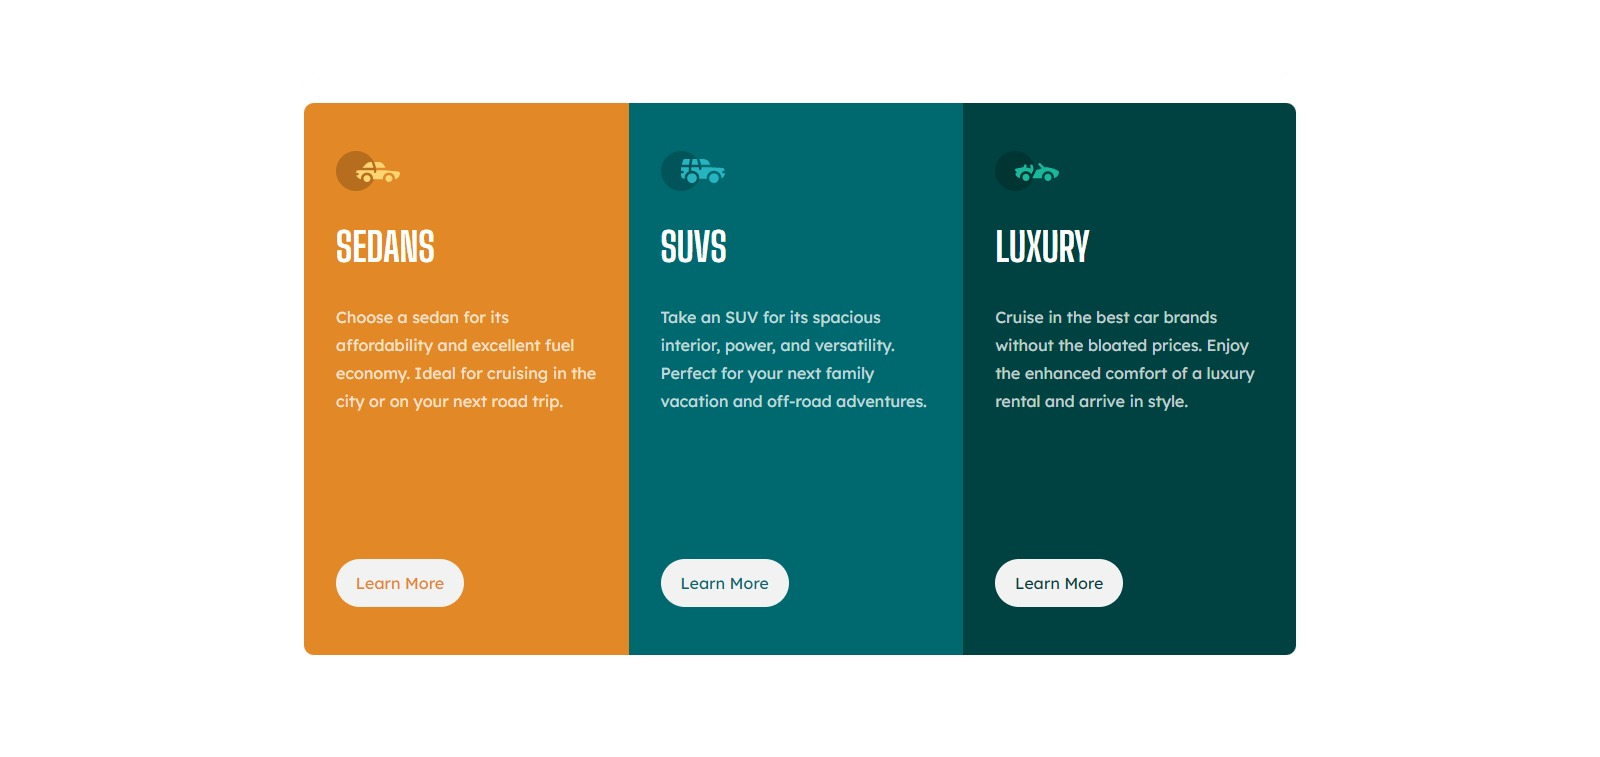 SEDANS
Choose a sedan for its
affordability and excellent fuel
economy. Ideal for cruising in the
city or on your next road trip.
Learn More
SUVS
Take an SUV for its spacious
interior, power, and versatility.
Perfect for your next family
vacation and off-road adventures.
Learn More
LUXURY
Cruise in the best car brands
without the bloated prices. Enjoy
the enhanced comfort of a luxury
rental and arrive in style.
Learn More